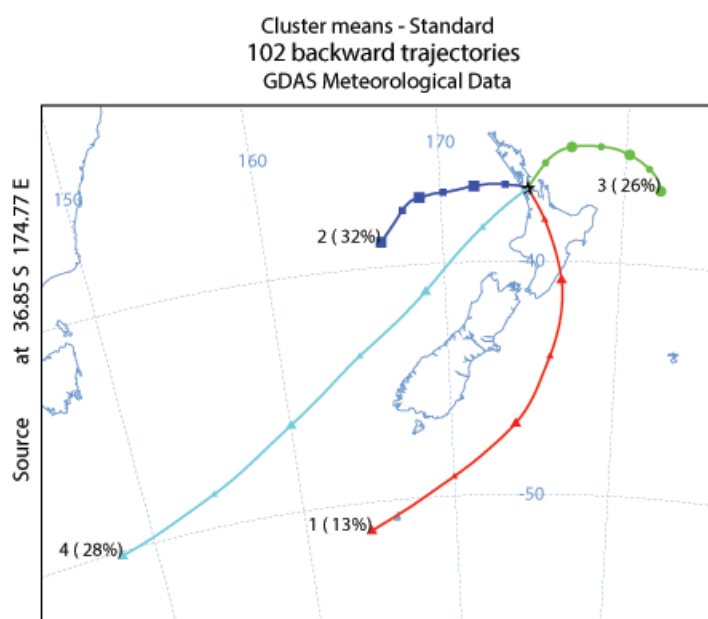 Cluster means - Standard
102 backward trajectories
GDAS Meteorological Data
Source at 36.85 S 174.77 E
150
160
170
3 (26%)
2 (32%)
-40
-50
1 (13%)
4 ( 28%)